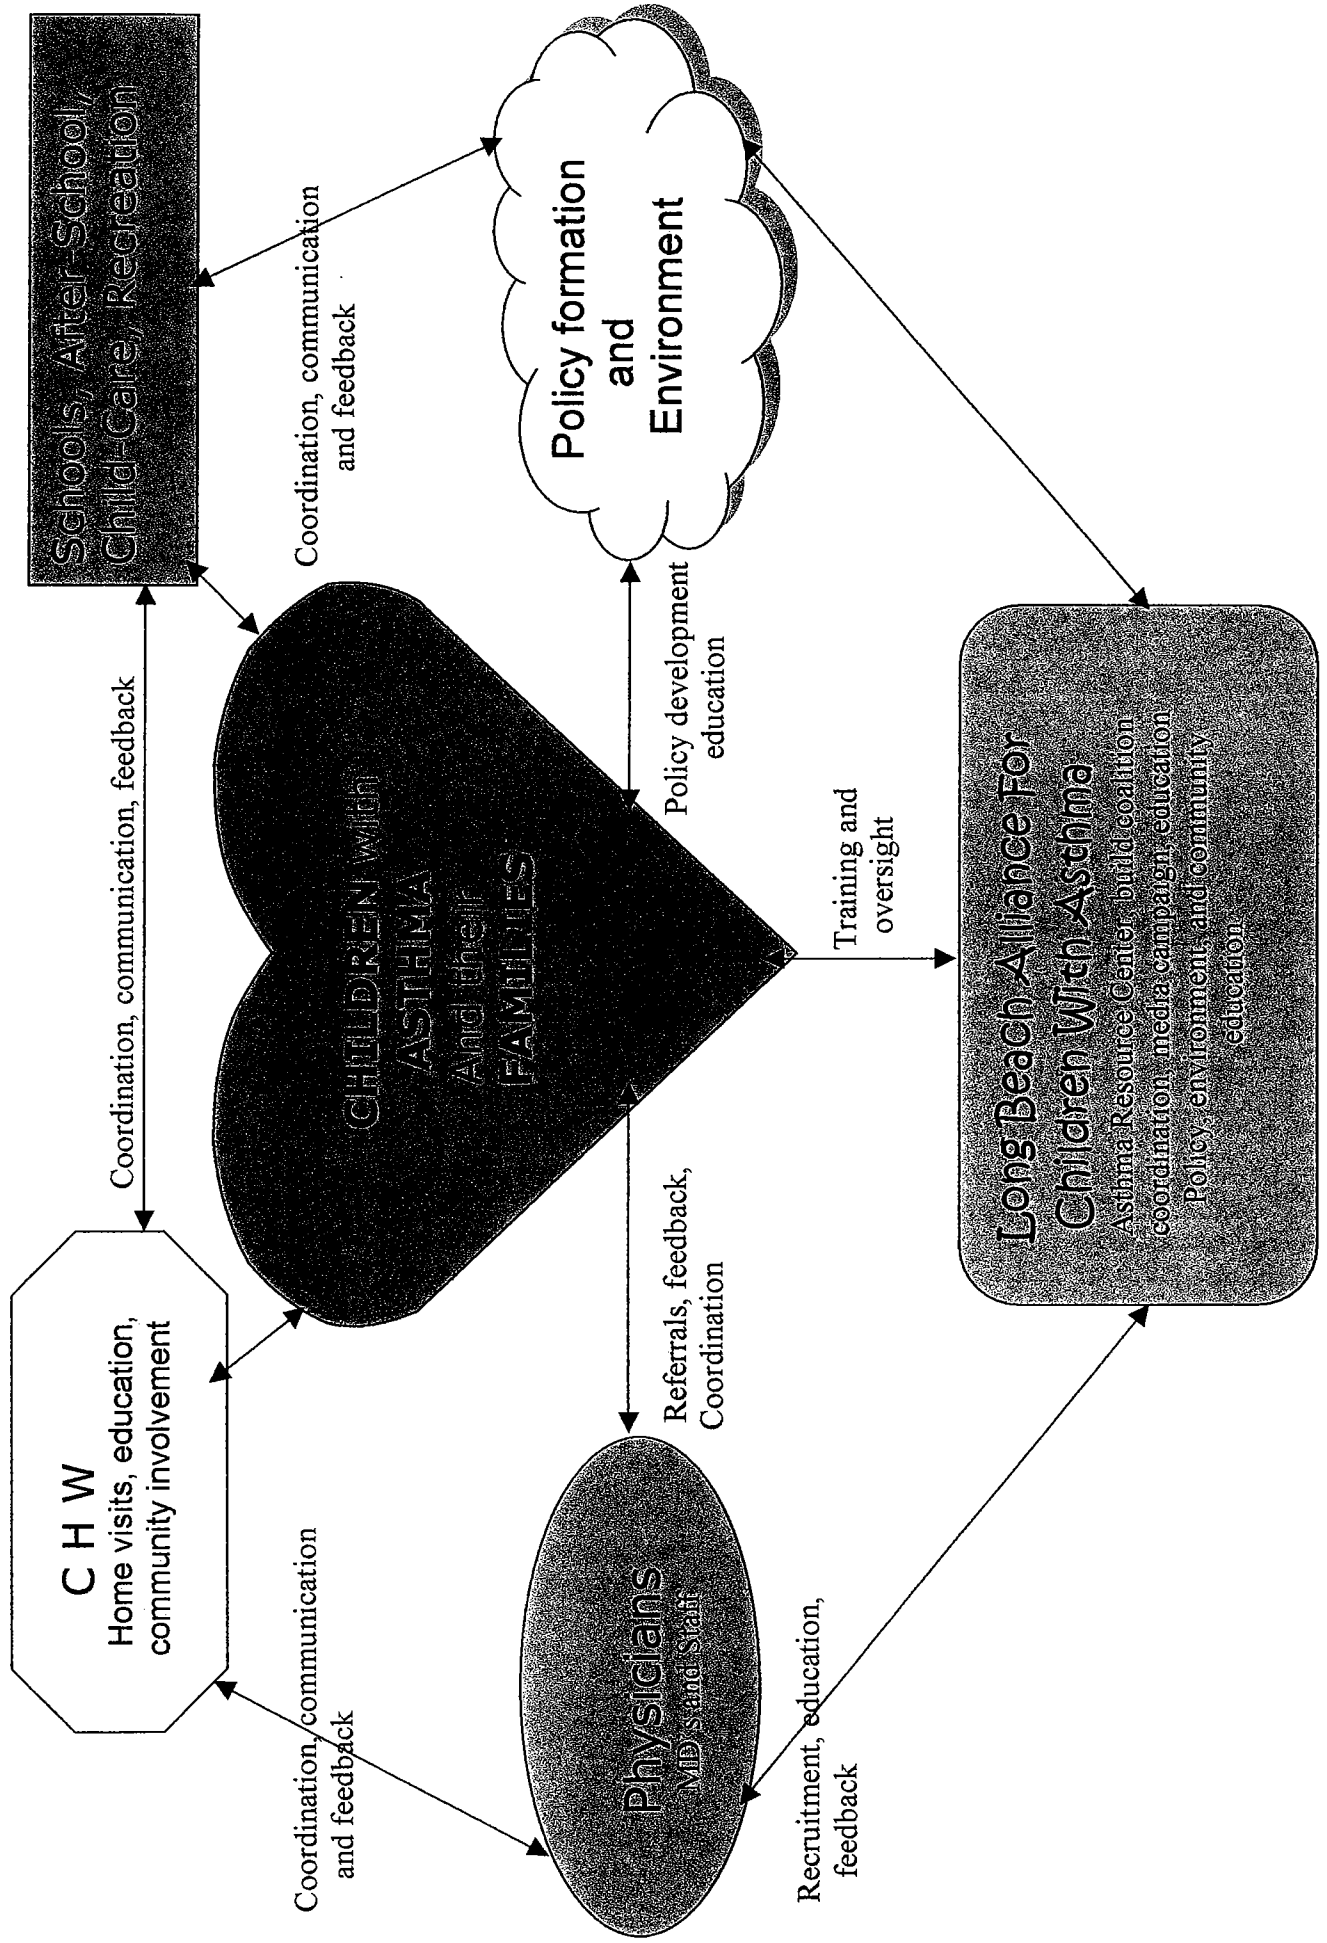 C H W
Home visits, education,
community involvement
Coordination, communication, feedback
Schools, After-School,
Child-Care, Recreation
Coordination, communication
and feedback
CHILDREN with
ASTHMA
And their
FAMILIES
Coordination, communication
and feedback
Physicians
MD's and Staff
Referrals, feedback,
Coordination
Policy development
education
Policy formation
and
Environment
Recruitment, education,
feedback
Training and
oversight
Long Beach Alliance For
Children With Asthma
Asthma Resource Center, build coalition
coordination, media campaign, education
Policy, environment, and community
education